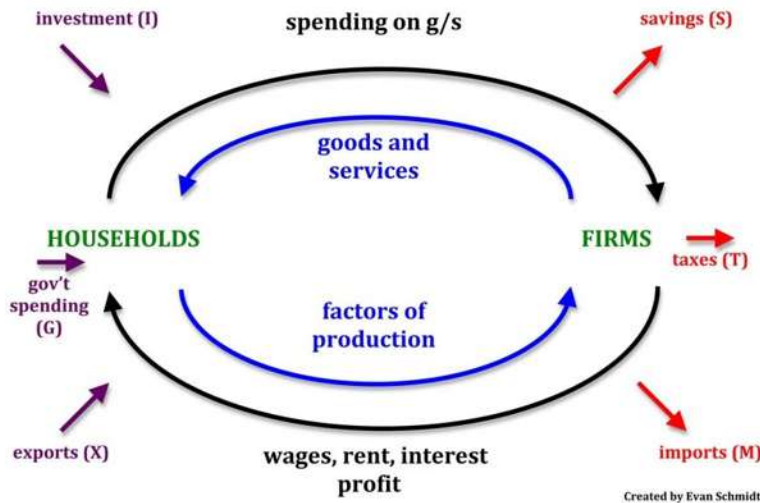 investment (I)
spending on g/s
savings (S)
goods and
services
HOUSEHOLDS
FIRMS
gov't
spending
(G)
taxes (T)
factors of
production
exports (X)
wages, rent, interest
profit
imports (M)
Created by Evan Schmidt